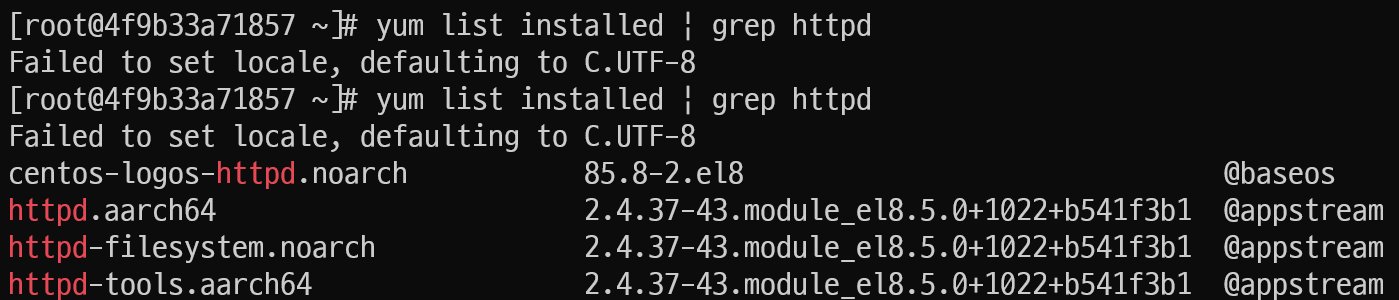 [root@4f9b33a71857 ~]# yum list installed | grep httpd
Failed to set locale, defaulting to C.UTF-8
[root@4f9b33a71857 ~]# yum list installed | grep httpd
Failed to set locale, defaulting to C.UTF-8
centos-logos-httpd.noarch 85.8-2.el8 @baseos
httpd.aarch64 2.4.37-43.module_el8.5.0+1022+b541f3b1 @appstream
httpd-filesystem.noarch 2.4.37-43.module_el8.5.0+1022+b541f3b1 @appstream
httpd-tools.aarch64 2.4.37-43.module_el8.5.0+1022+b541f3b1 @appstream